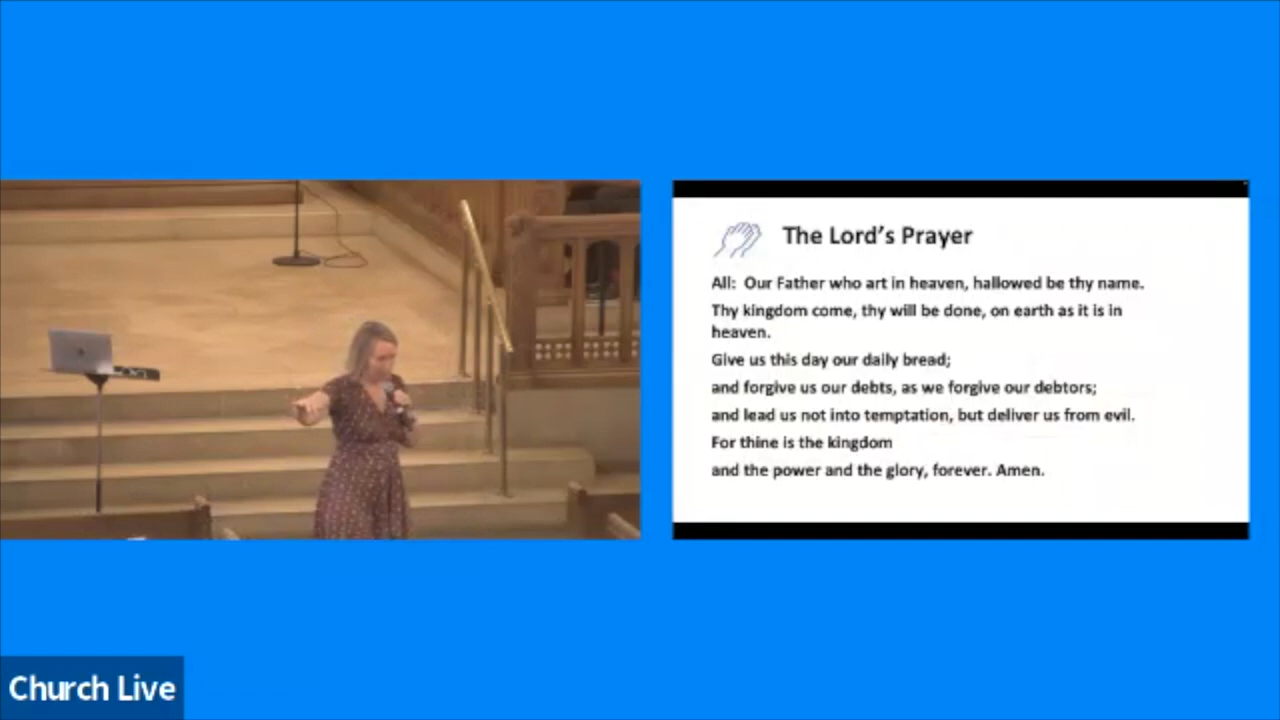 The Lord's Prayer
All: Our Father who art in heaven, hallowed be thy name.
Thy kingdom come, thy will be done, on earth as it is in
heaven.
Give us this day our daily bread;
and forgive us our debts, as we forgive our debtors;
and lead us not into temptation, but deliver us from evil.
For thine is the kingdom
and the power and the glory, forever. Amen.
Church Live